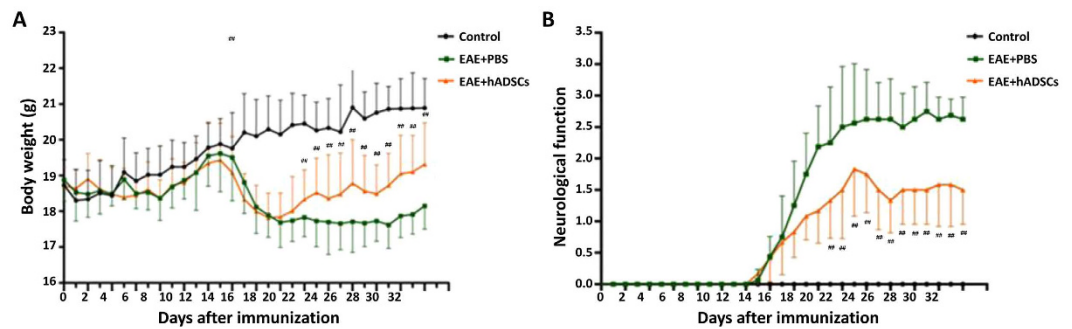 A
Body weight (g)
23
22
21
20
19
18
17
16
0 2 4 6 8 10 12 14 16 18 20 22 24 26 28 30 32
Days after immunization
Control
EAE+PBS
EAE+hADSCs
##
## ## ## ## ## ## ## ## ## ## ##
B
Neurological function
3.5
3.0
2.5
2.0
1.5
1.0
0.5
0.0
0 2 4 6 8 10 12 14 16 18 20 22 24 26 28 30 32
Days after immunization
Control
EAE+PBS
EAE+hADSCs
## ## ## ## ## ## ## ## ## ## ## ##